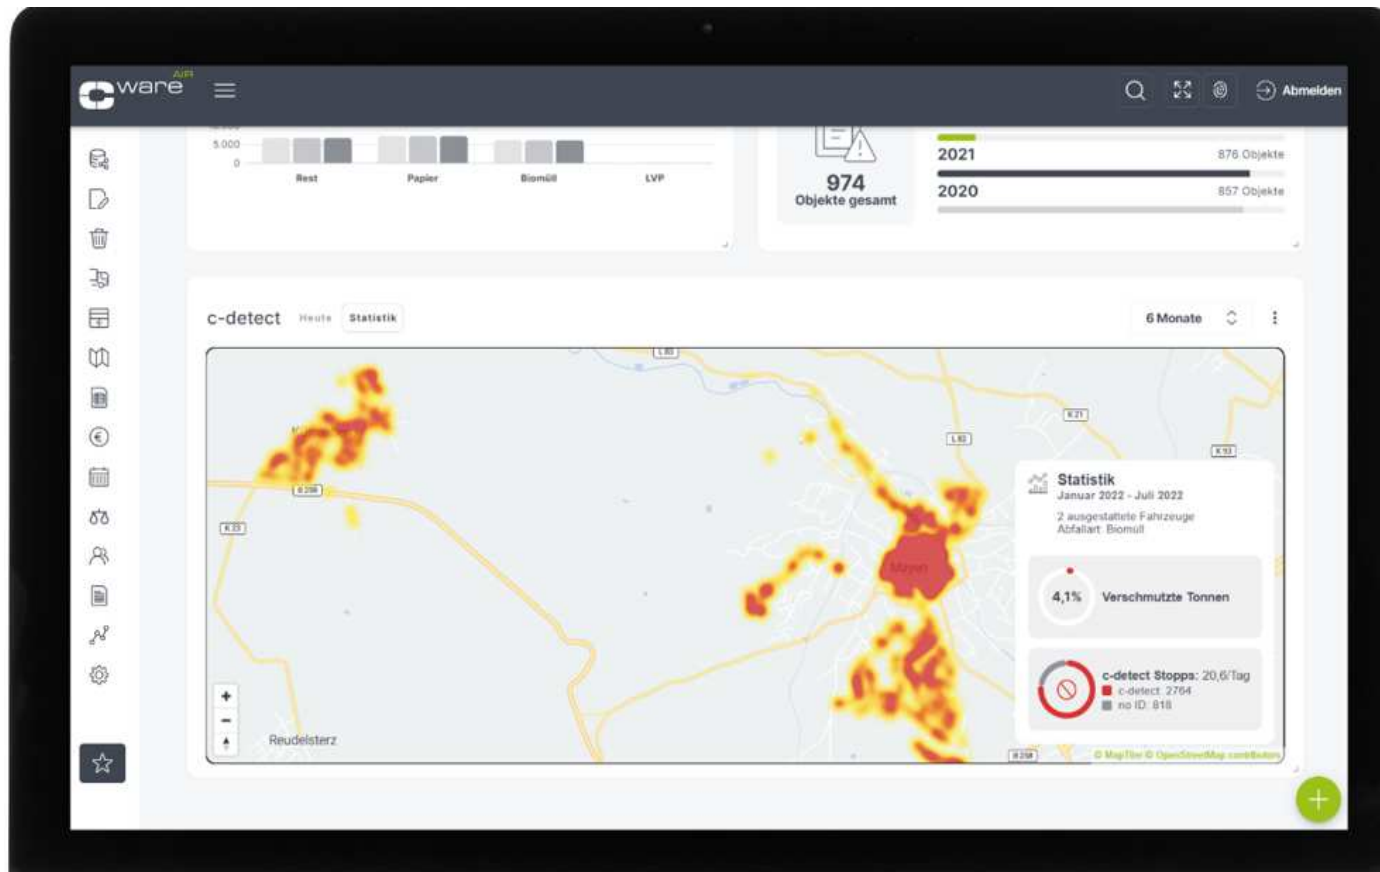 c ware AIR
Abmelden
5.000
0
Rest Papier Biomüll LVP
974
Objekte gesamt
2021 876 Objekte
2020 857 Objekte
c-detect Heute Statistik
6 Monate
L 83
K 21
L 82
K 93
B 258
K 23
Mayen
Statistik
Januar 2022 - Juli 2022
2 ausgestattete Fahrzeuge
Abfallart: Biomüll
4,1% Verschmutzte Tonnen
c-detect Stopps: 20,6/Tag
c-detect: 2764
no ID: 818
Reudelsterz
B 258
© MapTiler © OpenStreetMap contributors